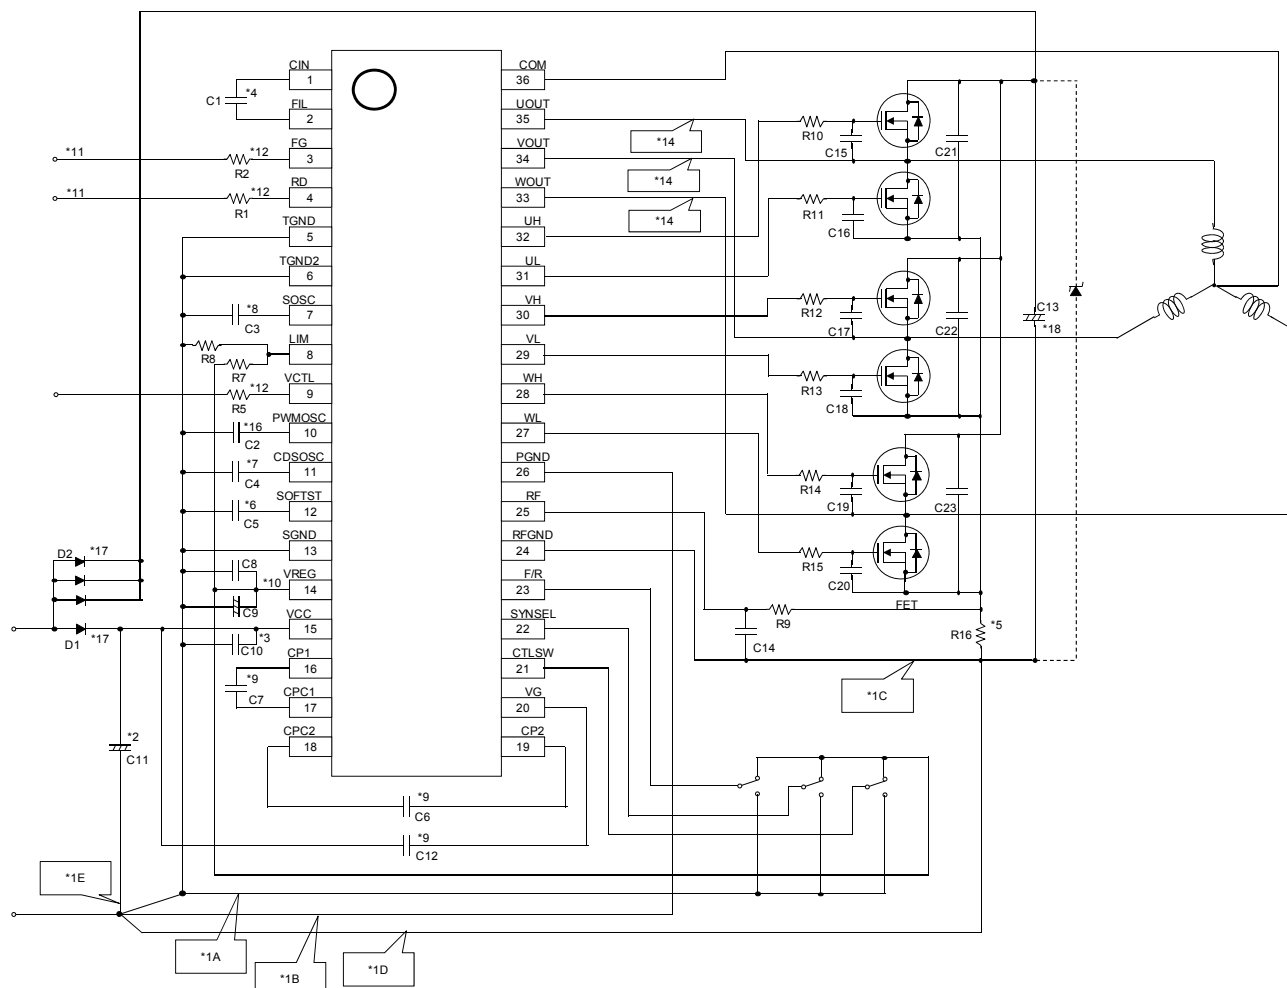 CIN
1
*4
C1
FIL
2
*11
*12
FG
3
R2
*11
*12
RD
4
R1
TGND
5
TGND2
6
*8
SOSC
7
C3
LIM
8
R8
R7
*12
VCTL
9
R5
*16
PWMOSC
10
C2
*7
CDSOSC
11
C4
*6
SOFTST
12
C5
SGND
13
D2
*17
C8
*10
VREG
14
C9
VCC
15
D1
*17
*3
C10
CP1
16
*9
C7
CPC1
17
CPC2
18
*2
C11
COM
36
UOUT
35
*14
VOUT
34
*14
WOUT
33
*14
UH
32
UL
31
VH
30
VL
29
WH
28
WL
27
PGND
26
RF
25
RFGND
24
F/R
23
SYNSEL
22
CTLSW
21
VG
20
CP2
19
*9
C6
*9
C12
R10
C15
C21
R11
C16
R12
C17
C22
R13
C18
C13
*18
R14
C19
C23
R15
C20
FET
R9
C14
R16
*5
*1C
*1E
*1A
*1B
*1D